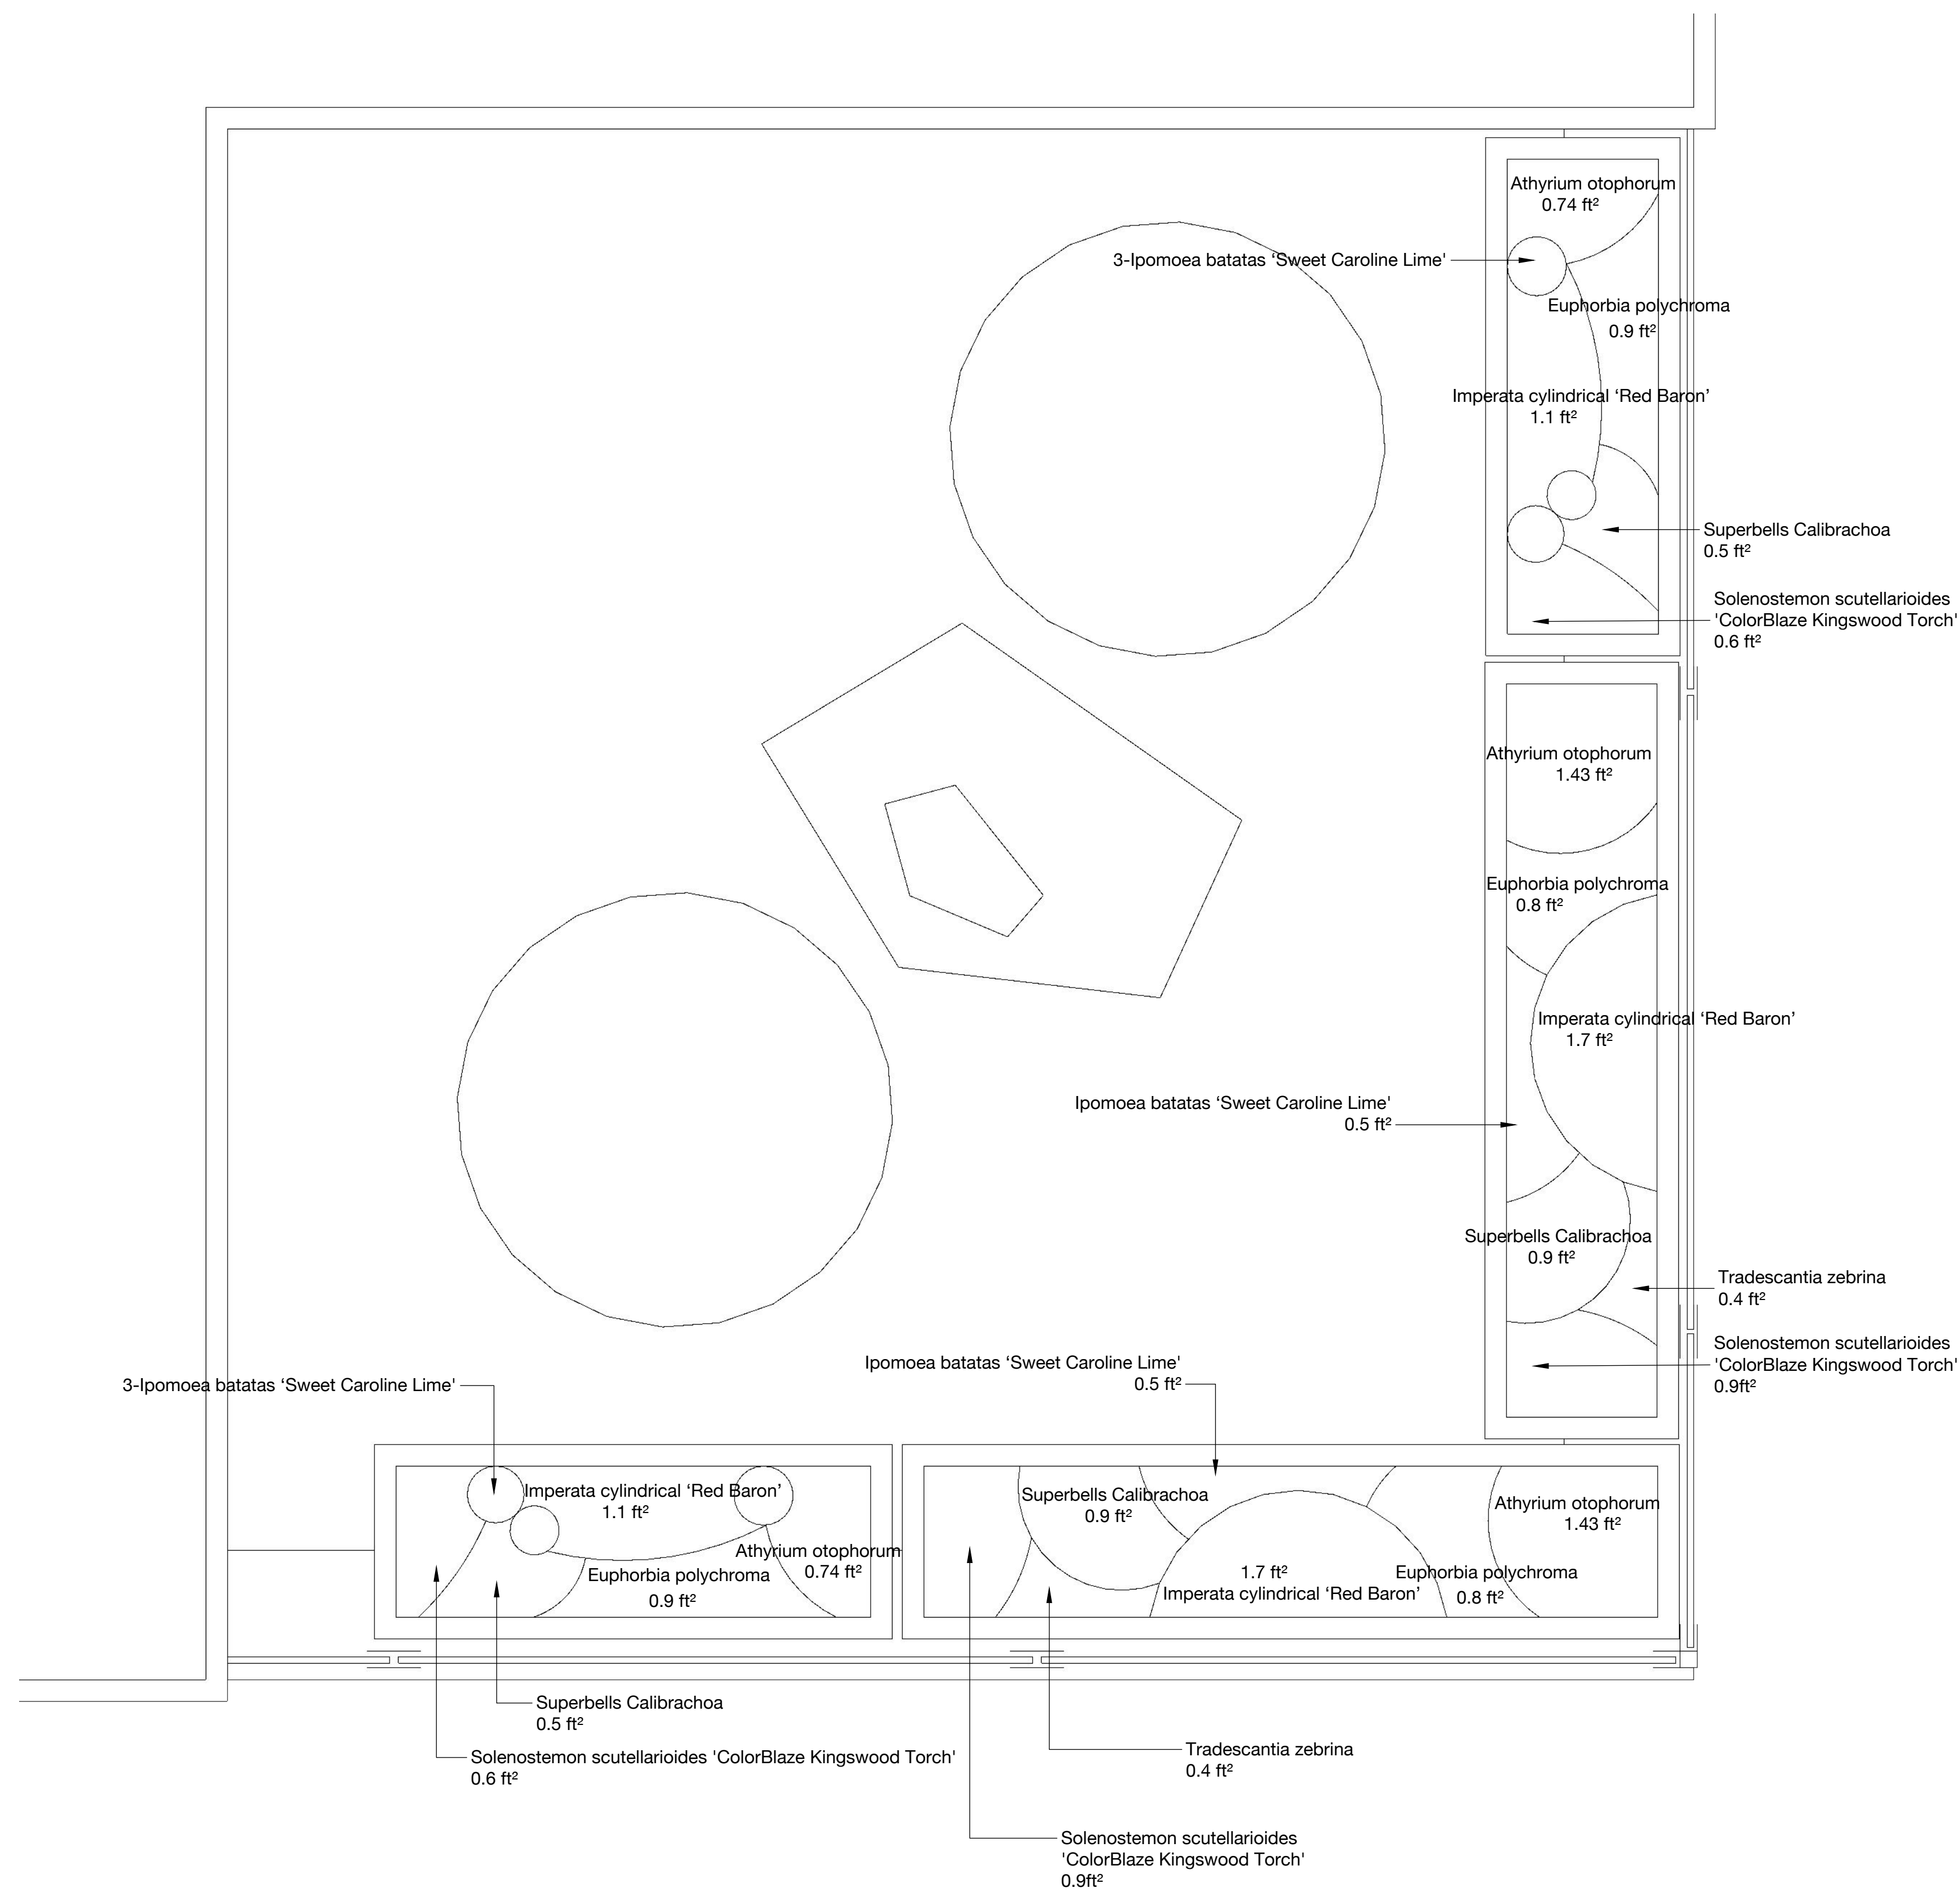 Athyrium otophorum
0.74 ft²
3-Ipomoea batatas ‘Sweet Caroline Lime'
Euphorbia polychroma
0.9 ft²
Imperata cylindrical ‘Red Baron’
1.1 ft²
Superbells Calibrachoa
0.5 ft²
Solenostemon scutellarioides
'ColorBlaze Kingswood Torch'
0.6 ft²
Athyrium otophorum
1.43 ft²
Euphorbia polychroma
0.8 ft²
Imperata cylindrical ‘Red Baron’
1.7 ft²
Ipomoea batatas ‘Sweet Caroline Lime'
0.5 ft²
Superbells Calibrachoa
0.9 ft²
Tradescantia zebrina
0.4 ft²
Solenostemon scutellarioides
'ColorBlaze Kingswood Torch'
0.9ft²
Ipomoea batatas ‘Sweet Caroline Lime'
0.5 ft²
3-Ipomoea batatas ‘Sweet Caroline Lime'
Imperata cylindrical ‘Red Baron’
1.1 ft²
Athyrium otophorum
0.74 ft²
Euphorbia polychroma
0.9 ft²
Superbells Calibrachoa
0.9 ft²
Athyrium otophorum
1.43 ft²
1.7 ft²
Imperata cylindrical ‘Red Baron’
Euphorbia polychroma
0.8 ft²
Superbells Calibrachoa
0.5 ft²
Solenostemon scutellarioides 'ColorBlaze Kingswood Torch'
0.6 ft²
Tradescantia zebrina
0.4 ft²
Solenostemon scutellarioides
'ColorBlaze Kingswood Torch'
0.9ft²